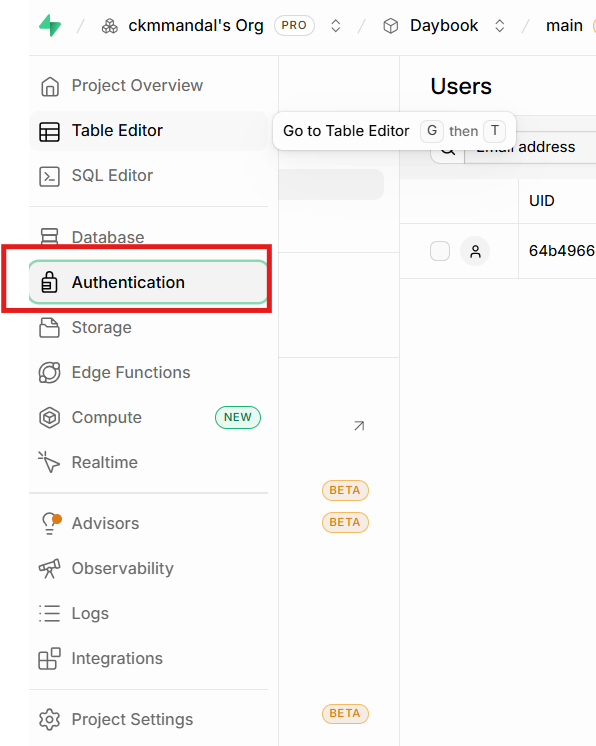 ckmmandal's Org PRO Daybook main
Project Overview
Users
Table Editor
Go to Table Editor G then T
Email address
SQL Editor
UID
Database
64b4966
Authentication
Storage
Edge Functions
Compute NEW
Realtime
BETA
Advisors BETA
Observability
Logs
Integrations
Project Settings BETA